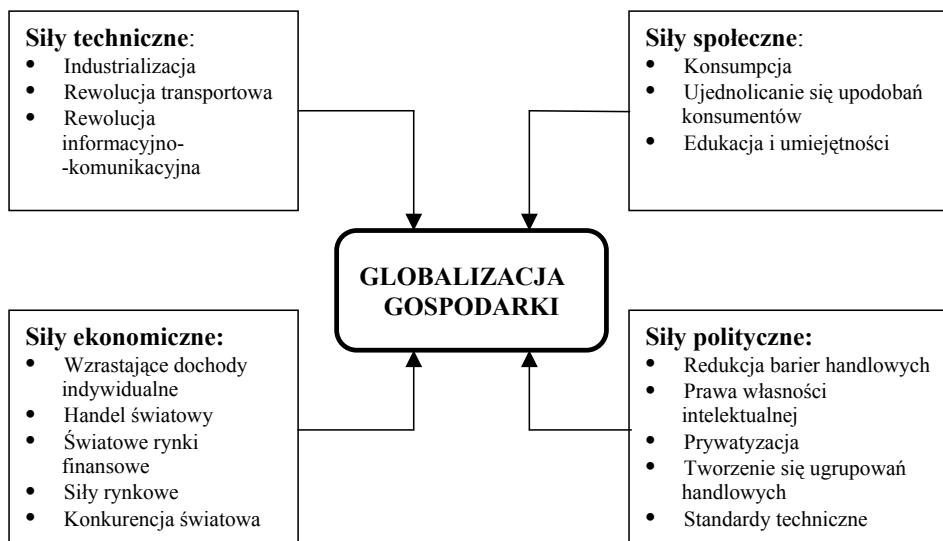 Siły techniczne:
• Industrializacja
• Rewolucja transportowa
• Rewolucja
informacyjno-
-komunikacyjna
Siły społeczne:
• Konsumpcja
• Ujednolicanie się upodobań
konsumentów
• Edukacja i umiejętności
GLOBALIZACJA
GOSPODARKI
Siły ekonomiczne:
• Wzrastające dochody
indywidualne
• Handel światowy
• Światowe rynki
finansowe
• Siły rynkowe
• Konkurencja światowa
Siły polityczne:
• Redukcja barier handlowych
• Prawa własności
intelektualnej
• Prywatyzacja
• Tworzenie się ugrupowań
handlowych
• Standardy techniczne